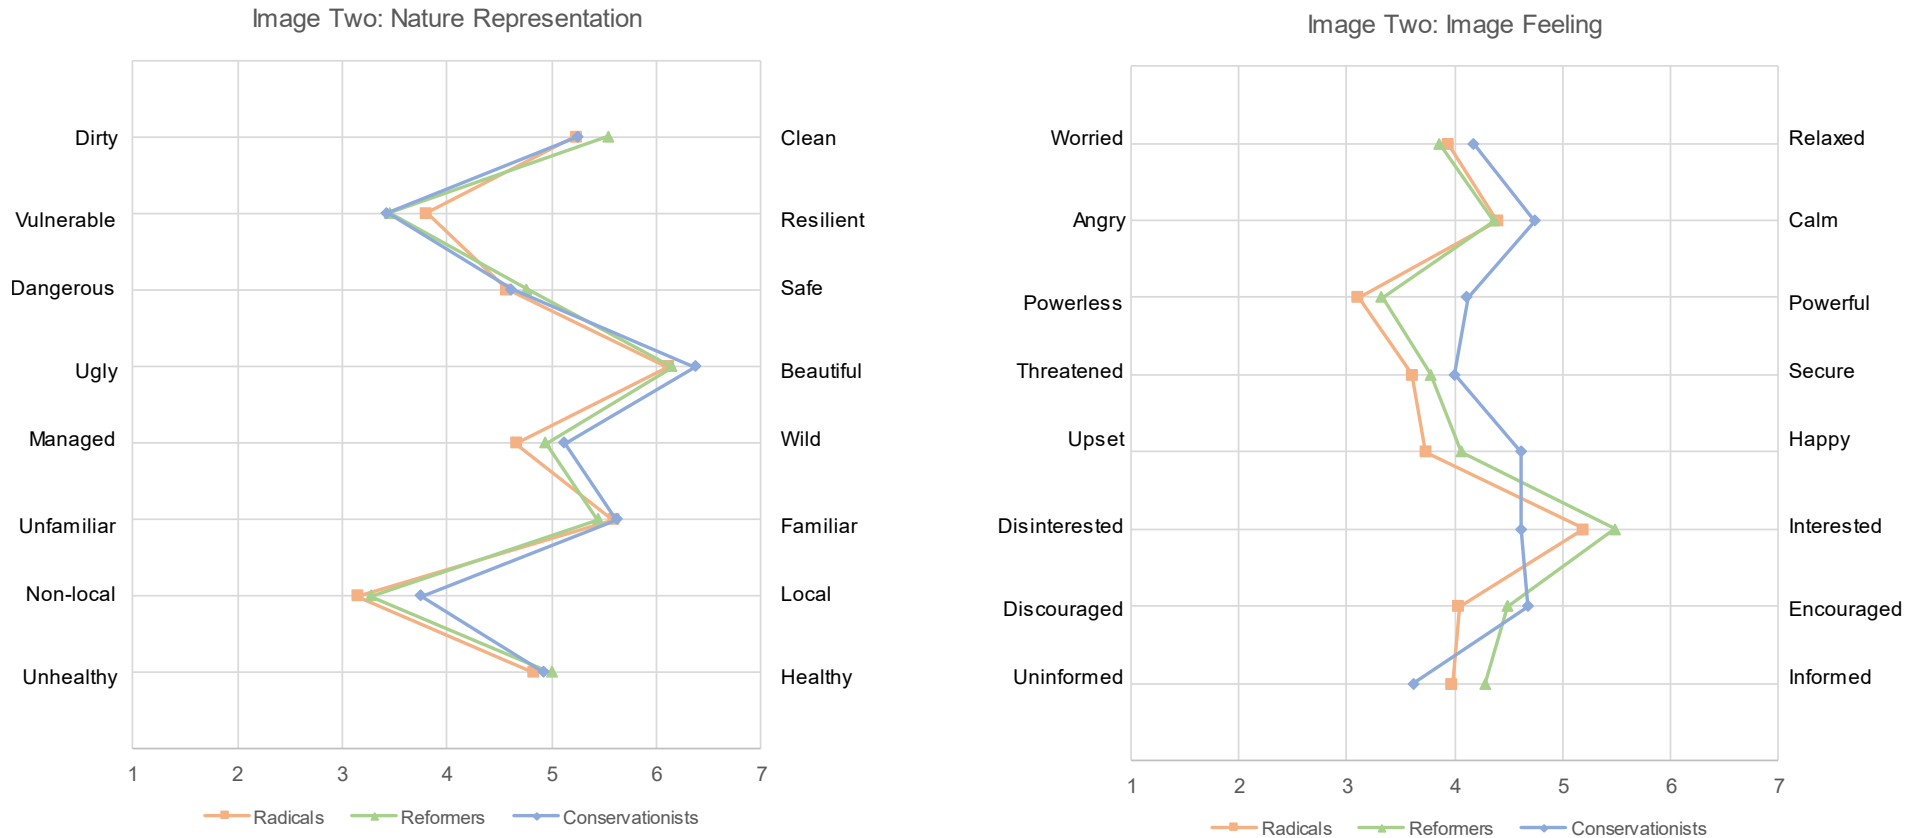 Image Two: Nature Representation
Dirty Clean
Vulnerable Resilient
Dangerous Safe
Ugly Beautiful
Managed Wild
Unfamiliar Familiar
Non-local Local
Unhealthy Healthy
1 2 3 4 5 6 7
Radicals Reformers Conservationists
Image Two: Image Feeling
Worried Relaxed
Angry Calm
Powerless Powerful
Threatened Secure
Upset Happy
Disinterested Interested
Discouraged Encouraged
Uninformed Informed
1 2 3 4 5 6 7
Radicals Reformers Conservationists